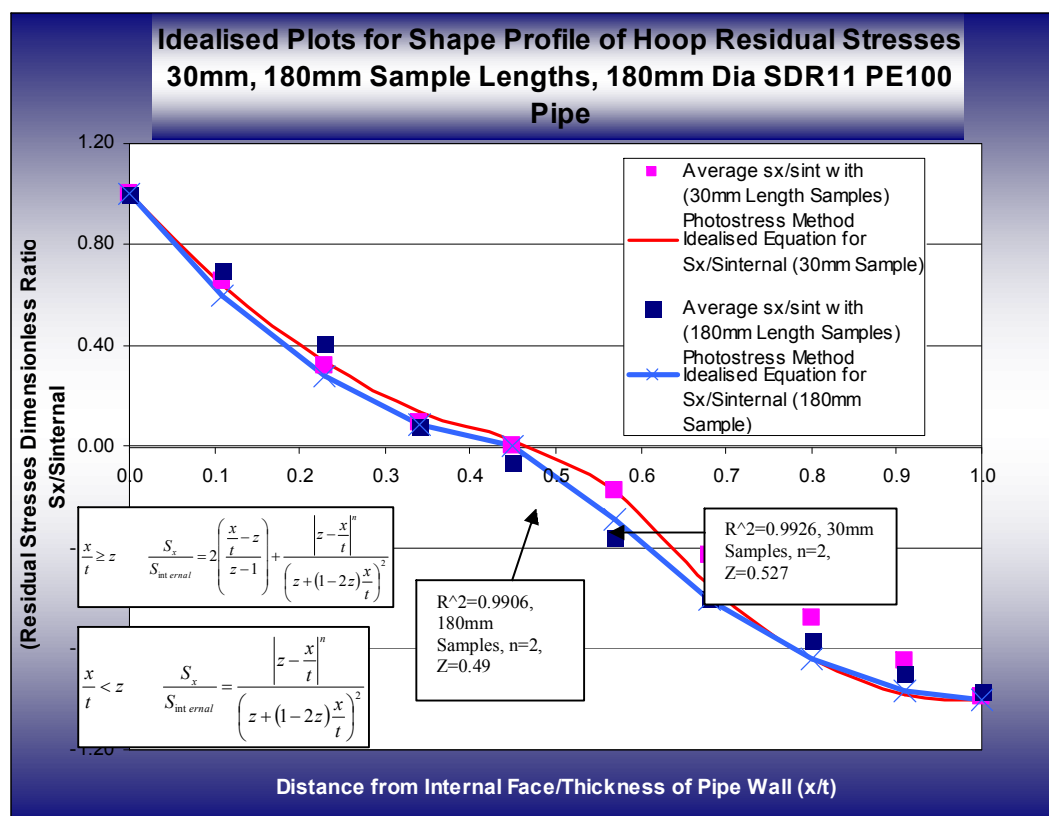 Idealised Plots for Shape Profile of Hoop Residual Stresses
30mm, 180mm Sample Lengths, 180mm Dia SDR11 PE100
Pipe
(Residual Stresses Dimensionless Ratio
Sx/Sinternal
1.20
0.80
0.40
0.00
-1.20
0.0 0.1 0.2 0.3 0.4 0.5 0.6 0.7 0.8 0.9 1.0
Average sx/sint with
(30mm Length Samples)
Photostress Method
Idealised Equation for
Sx/Sinternal (30mm Sample)
Average sx/sint with
(180mm Length Samples)
Photostress Method
Idealised Equation for
Sx/Sinternal (180mm
Sample)
x/t ≥ z S_x/S_internal = 2((x/t − z)/(z − 1)) + |z − x/t|^n/(z + (1 − 2z)x/t)^2
x/t < z S_x/S_internal = |z − x/t|^n/(z + (1 − 2z)x/t)^2
R^2=0.9906,
180mm
Samples, n=2,
Z=0.49
R^2=0.9926, 30mm
Samples, n=2,
Z=0.527
Distance from Internal Face/Thickness of Pipe Wall (x/t)